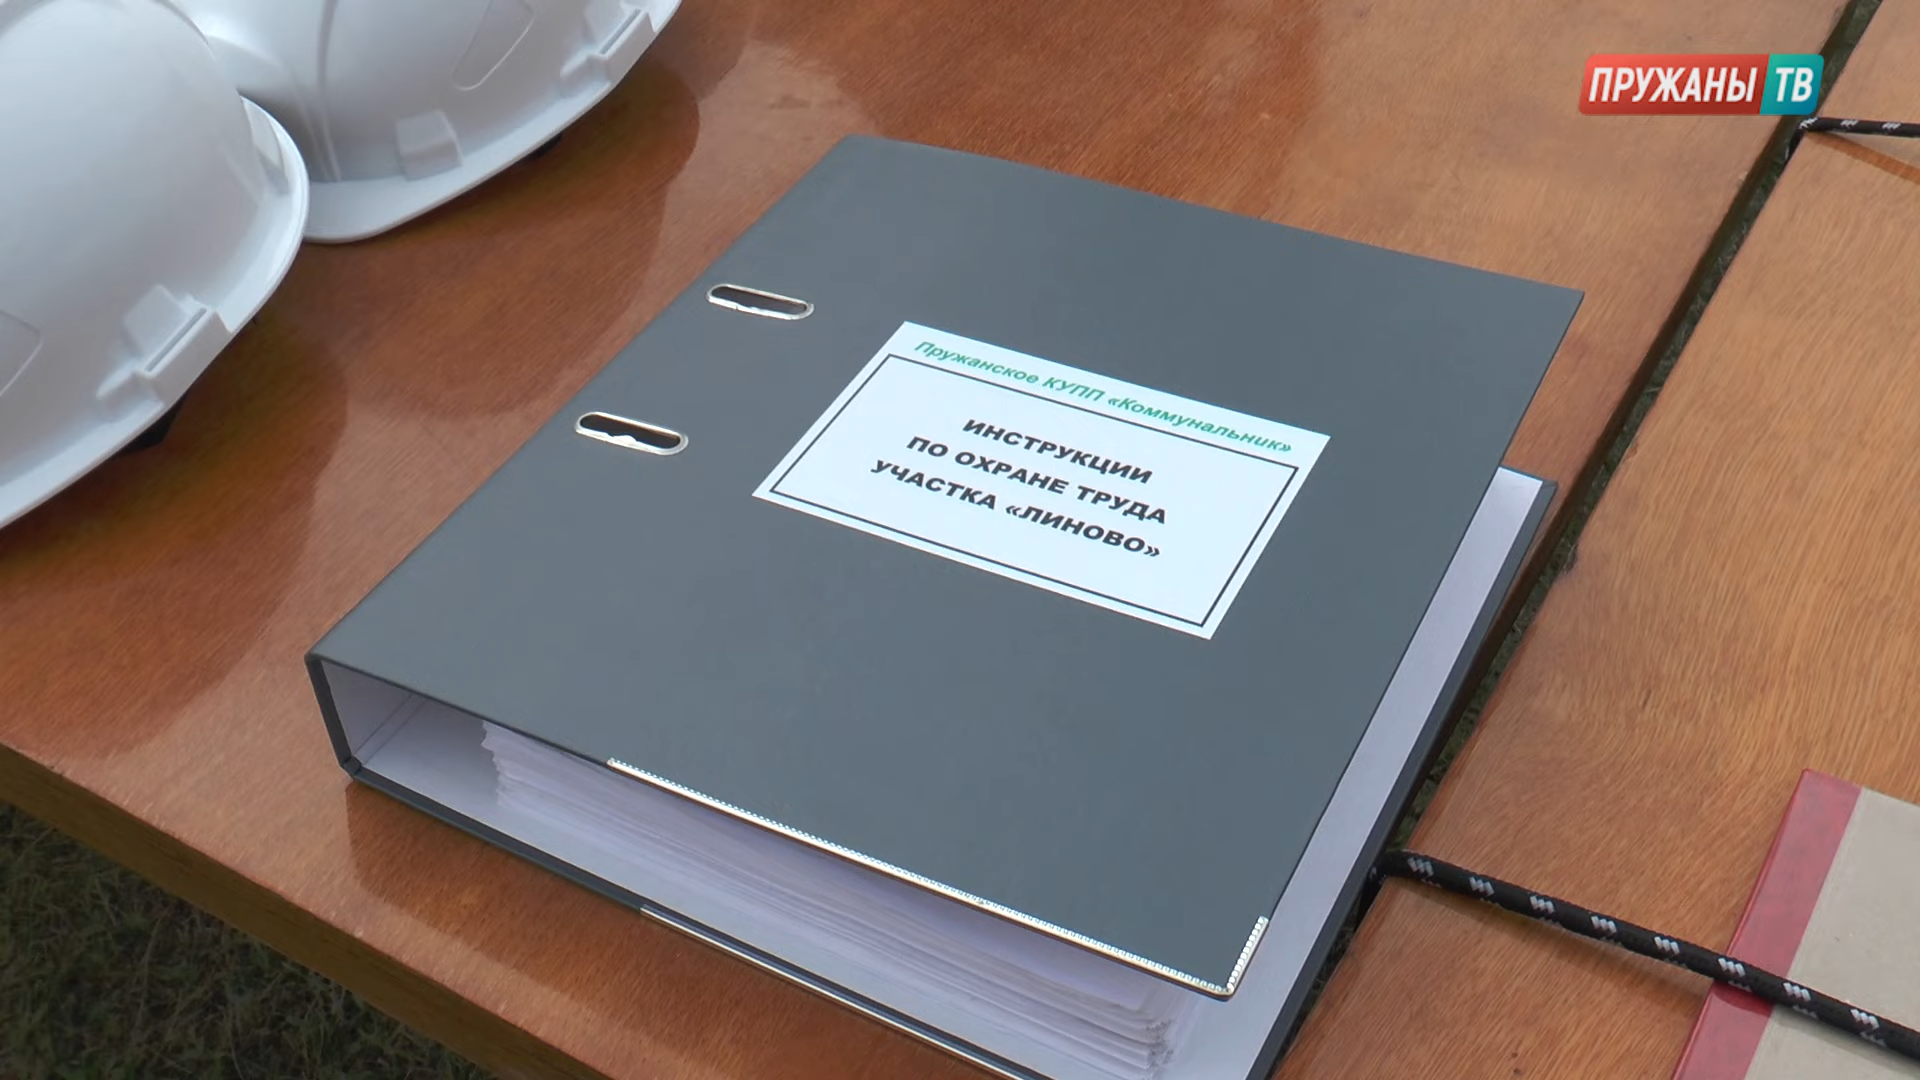 ПРУЖАНЫ ТВ
Пружанское КУПП «Коммунальник»
ИНСТРУКЦИИ
ПО ОХРАНЕ ТРУДА
УЧАСТКА «ЛИНОВО»